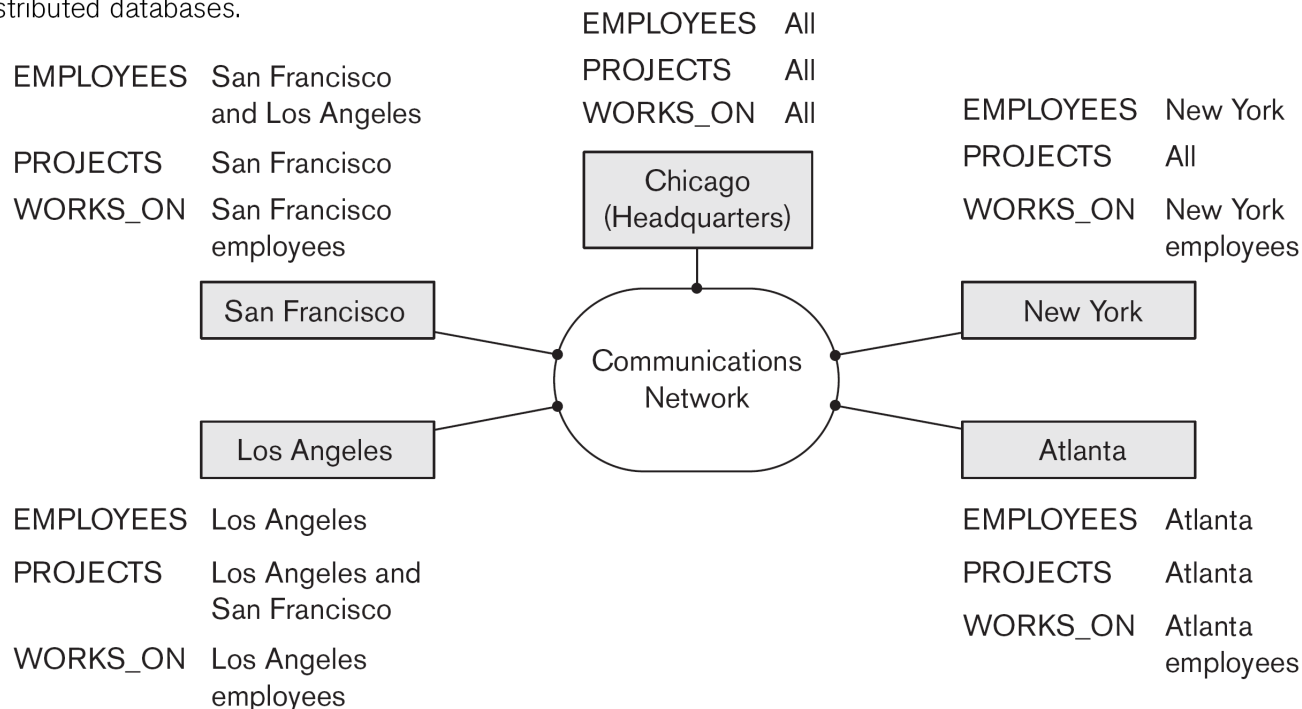 stributed databases.
EMPLOYEES All
PROJECTS All
WORKS_ON All
EMPLOYEES San Francisco
and Los Angeles
PROJECTS San Francisco
WORKS_ON San Francisco
employees
EMPLOYEES New York
PROJECTS All
WORKS_ON New York
employees
Chicago
(Headquarters)
San Francisco
New York
Communications
Network
Los Angeles
Atlanta
EMPLOYEES Los Angeles
PROJECTS Los Angeles and
San Francisco
WORKS_ON Los Angeles
employees
EMPLOYEES Atlanta
PROJECTS Atlanta
WORKS_ON Atlanta
employees